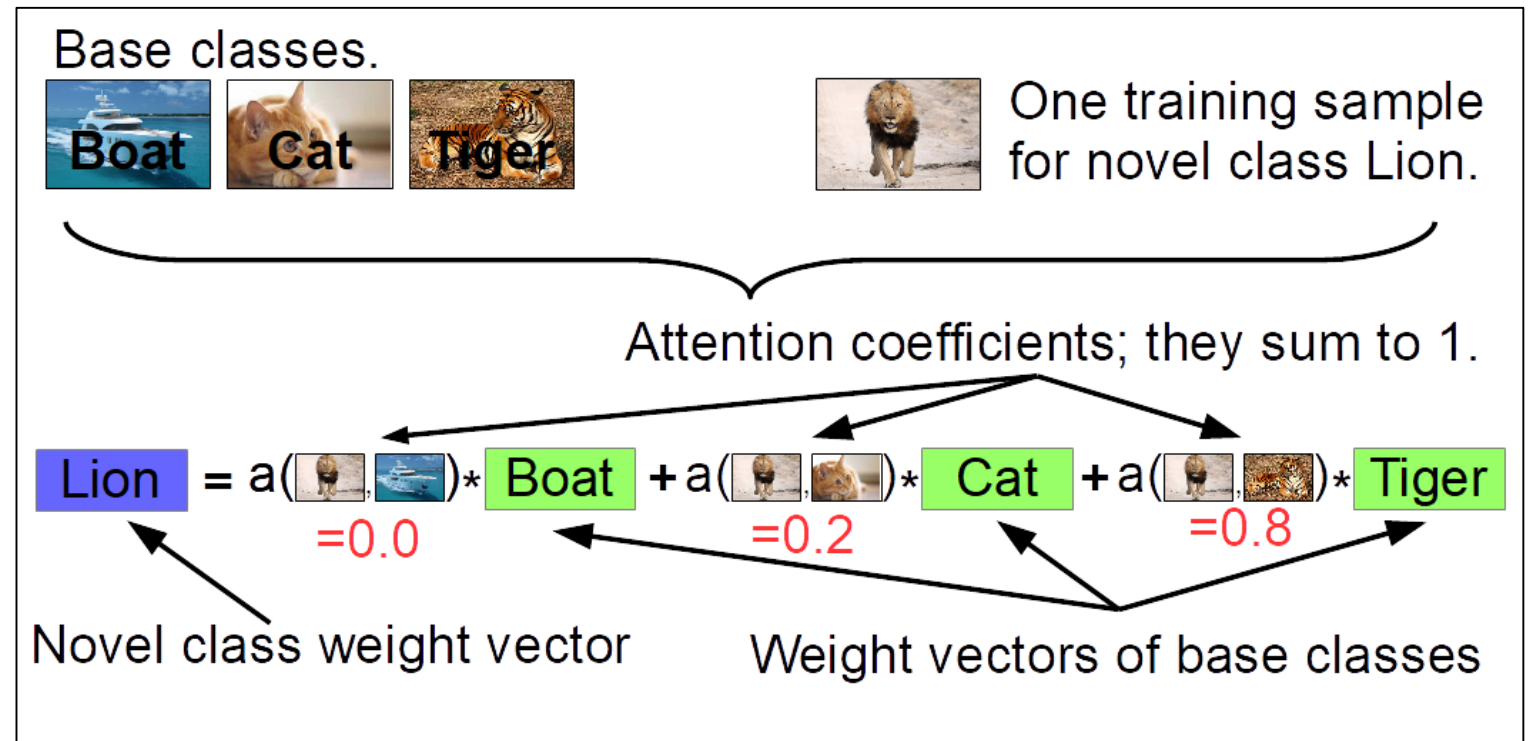 Base classes.
Boat Cat Tiger
One training sample
for novel class Lion.
Attention coefficients; they sum to 1.
Lion = a( , )* Boat + a( , )* Cat + a( , )* Tiger
=0.0 =0.2 =0.8
Novel class weight vector
Weight vectors of base classes